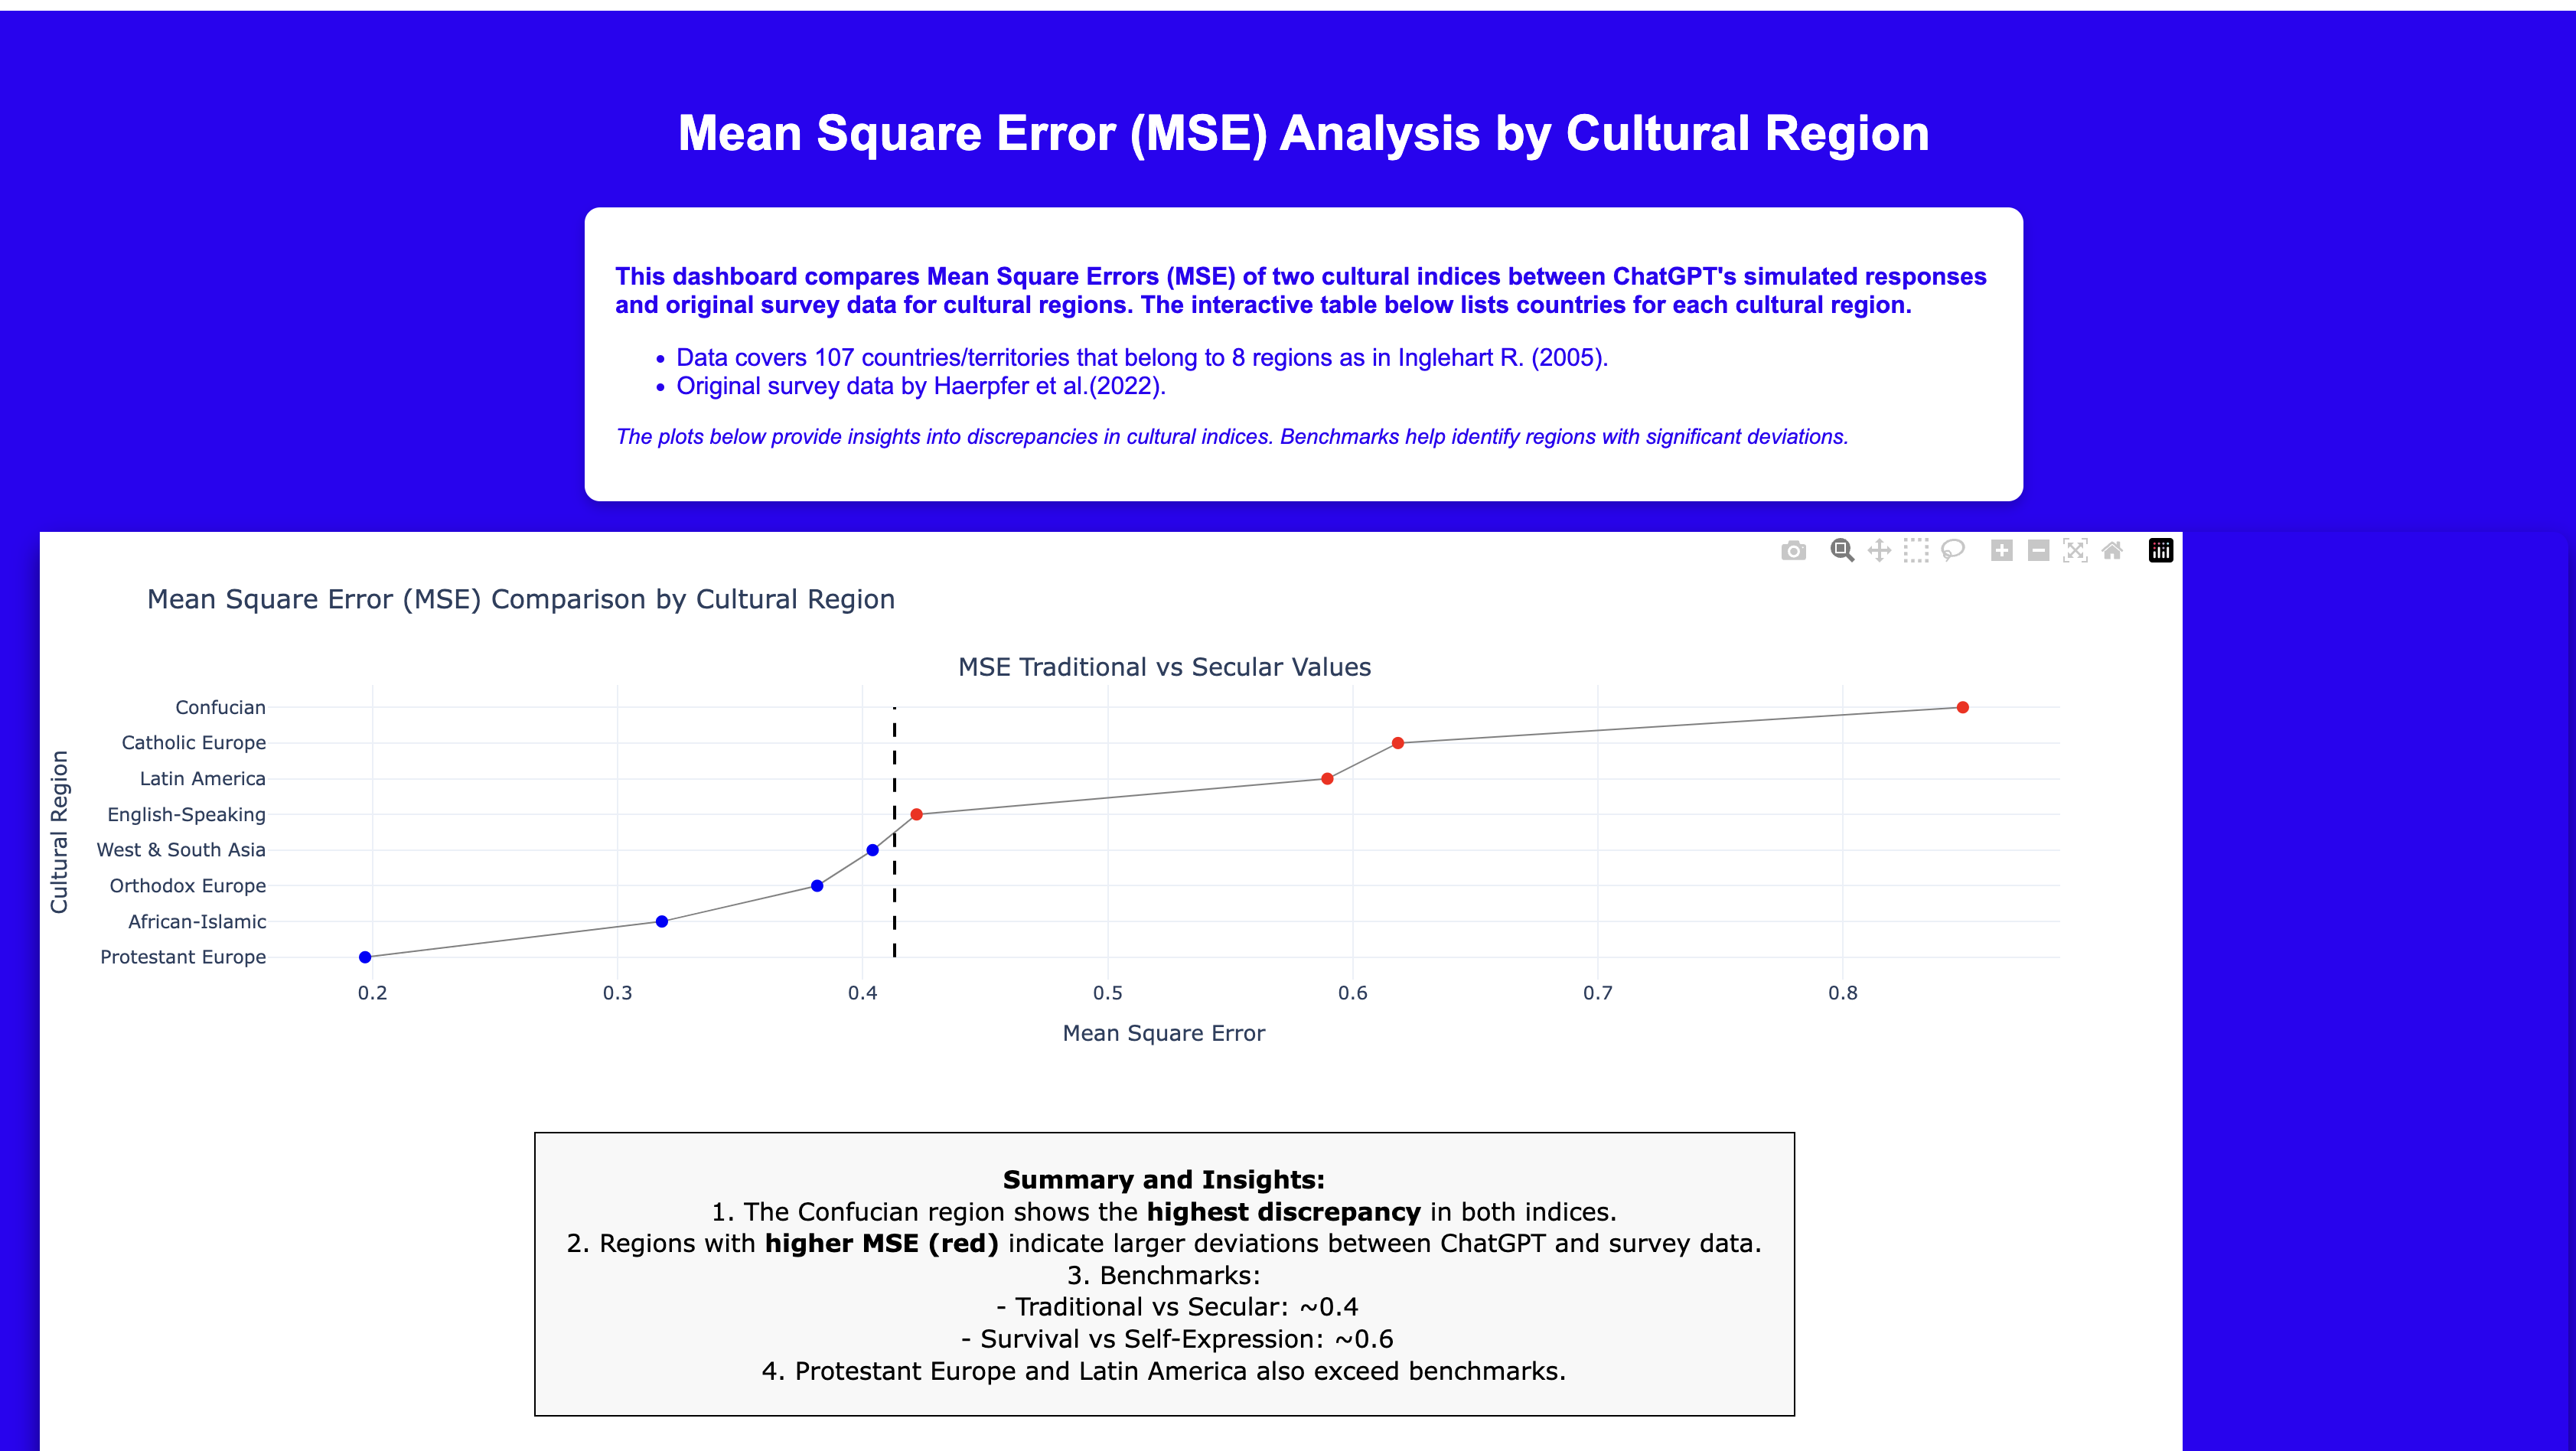 Mean Square Error (MSE) Analysis by Cultural Region
This dashboard compares Mean Square Errors (MSE) of two cultural indices between ChatGPT's simulated responses
and original survey data for cultural regions. The interactive table below lists countries for each cultural region.
• Data covers 107 countries/territories that belong to 8 regions as in Inglehart R. (2005).
• Original survey data by Haerpfer et al.(2022).
The plots below provide insights into discrepancies in cultural indices. Benchmarks help identify regions with significant deviations.
Mean Square Error (MSE) Comparison by Cultural Region
MSE Traditional vs Secular Values
Cultural Region
Confucian
Catholic Europe
Latin America
English-Speaking
West & South Asia
Orthodox Europe
African-Islamic
Protestant Europe
0.2 0.3 0.4 0.5 0.6 0.7 0.8
Mean Square Error
Summary and Insights:
1. The Confucian region shows the highest discrepancy in both indices.
2. Regions with higher MSE (red) indicate larger deviations between ChatGPT and survey data.
3. Benchmarks:
- Traditional vs Secular: ~0.4
- Survival vs Self-Expression: ~0.6
4. Protestant Europe and Latin America also exceed benchmarks.